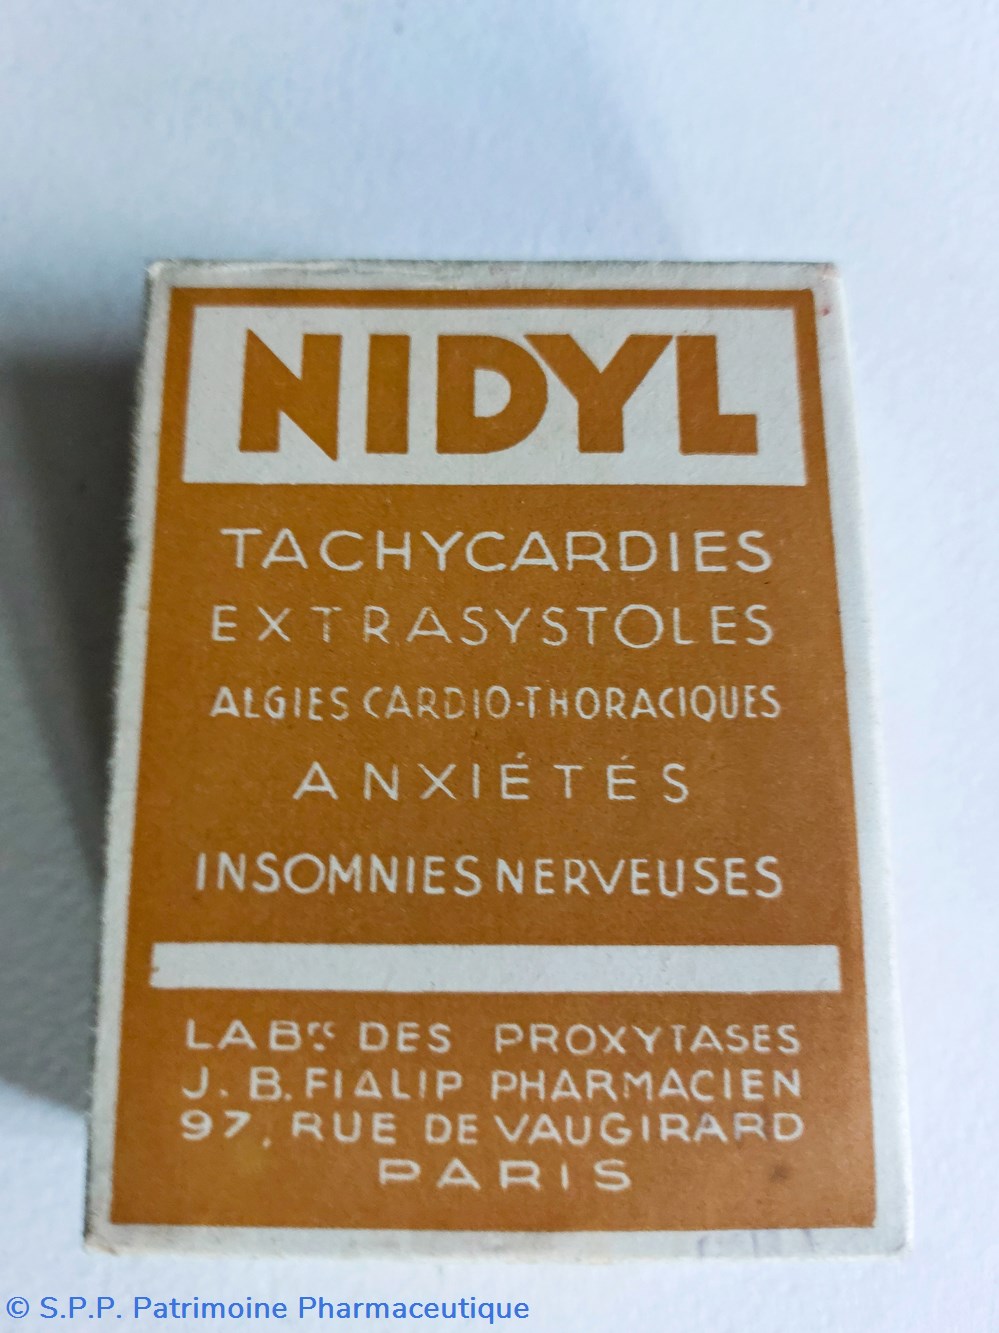 NIDYL
TACHYCARDIES
EXTRASYSTOLES
ALGIES CARDIO-THORACIQUES
ANXIÉTÉS
INSOMNIES NERVEUSES
LABres DES PROXYTASES
J. B. FIALIP PHARMACIEN
97, RUE DE VAUGIRARD
PARIS
© S.P.P. Patrimoine Pharmaceutique